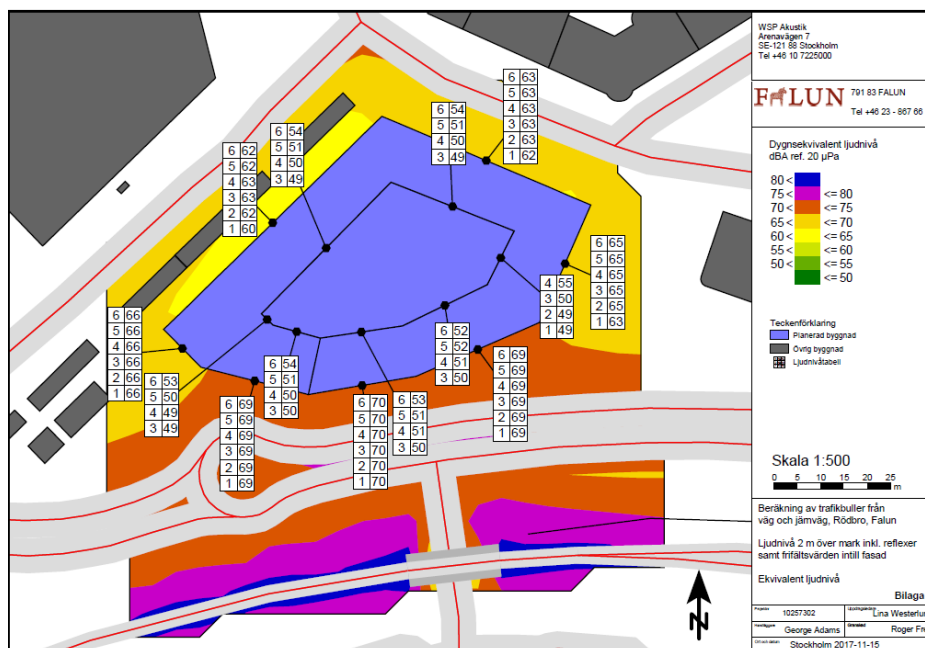 6 63
5 63
4 63
3 63
2 63
1 62
6 54
5 51
4 50
3 49
6 54
5 51
4 50
3 49
6 62
5 62
4 63
3 63
2 62
1 60
6 65
5 65
4 65
3 65
2 65
1 63
4 55
3 50
2 49
1 49
6 66
5 66
4 66
3 66
2 66
1 66
6 52
5 52
4 51
3 50
6 69
5 69
4 69
3 69
2 69
1 69
6 54
5 51
4 50
3 50
6 53
5 50
4 49
3 49
6 69
5 69
4 69
3 69
2 69
1 69
6 70
5 70
4 70
3 70
2 70
1 70
6 53
5 51
4 51
3 50
WSP Akustik
Arenavägen 7
SE-121 88 Stockholm
Tel +46 10 7225000
FALUN
791 83 FALUN
Tel +46 23 - 867 66
Dygnsekvivalent ljudnivå
dBA ref. 20 µPa
80 <
75 < <= 80
70 < <= 75
65 < <= 70
60 < <= 65
55 < <= 60
50 < <= 55
<= 50
Teckenförklaring
Planerad byggnad
Övrig byggnad
Ljudnivåtabell
Skala 1:500
0 5 10 15 20 25
m
Beräkning av trafikbuller från
väg och järnväg, Rödbro, Falun
Ljudnivå 2 m över mark inkl. reflexer
samt frifältsvärden intill fasad
Ekvivalent ljudnivå
Bilaga
10257302
Lina Westerlun
George Adams
Roger Fre
Stockholm 2017-11-15
N